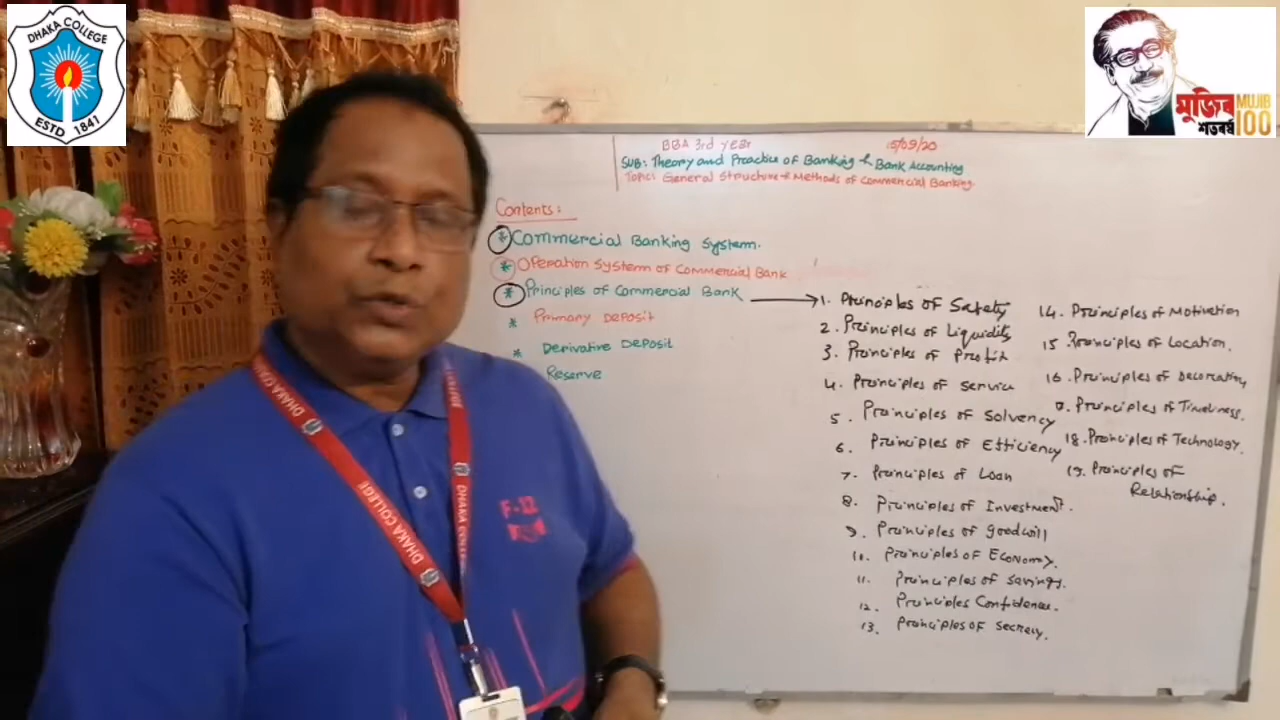 DHAKA COLLEGE
ESTD 1841
মুজিব
শতবর্ষ
MUJIB
100
BBA 3rd year 15/09/20
SUB: Theory and Practice of Banking & Bank Accounting
Topic: General Structure & Methods of Commercial Banking
Contents:
* Commercial Banking System.
* Operation System of Commercial Bank
* Principles of Commercial Bank
* Primary Deposit
* Derivative Deposit
Reserve
1. Principles of Safety
2. Principles of Liquidity
3. Principles of Profit
4. Principles of service
5. Principles of Solvency
6. Principles of Efficiency
7. Principles of Loan
8. Principles of Investment.
9. Principles of goodwill
10. Principles of Economy.
11. Principles of Savings.
12. Principles Confidence.
13. Principles of Secrecy.
14. Principles of Motivation
15 Principles of Location.
16. Principles of Decorating
Principles of Timeliness.
18. Principles of Technology.
19. Principles of
Relationship.
DHAKA COLLEGE
DHAKA COLLEGE
F-22